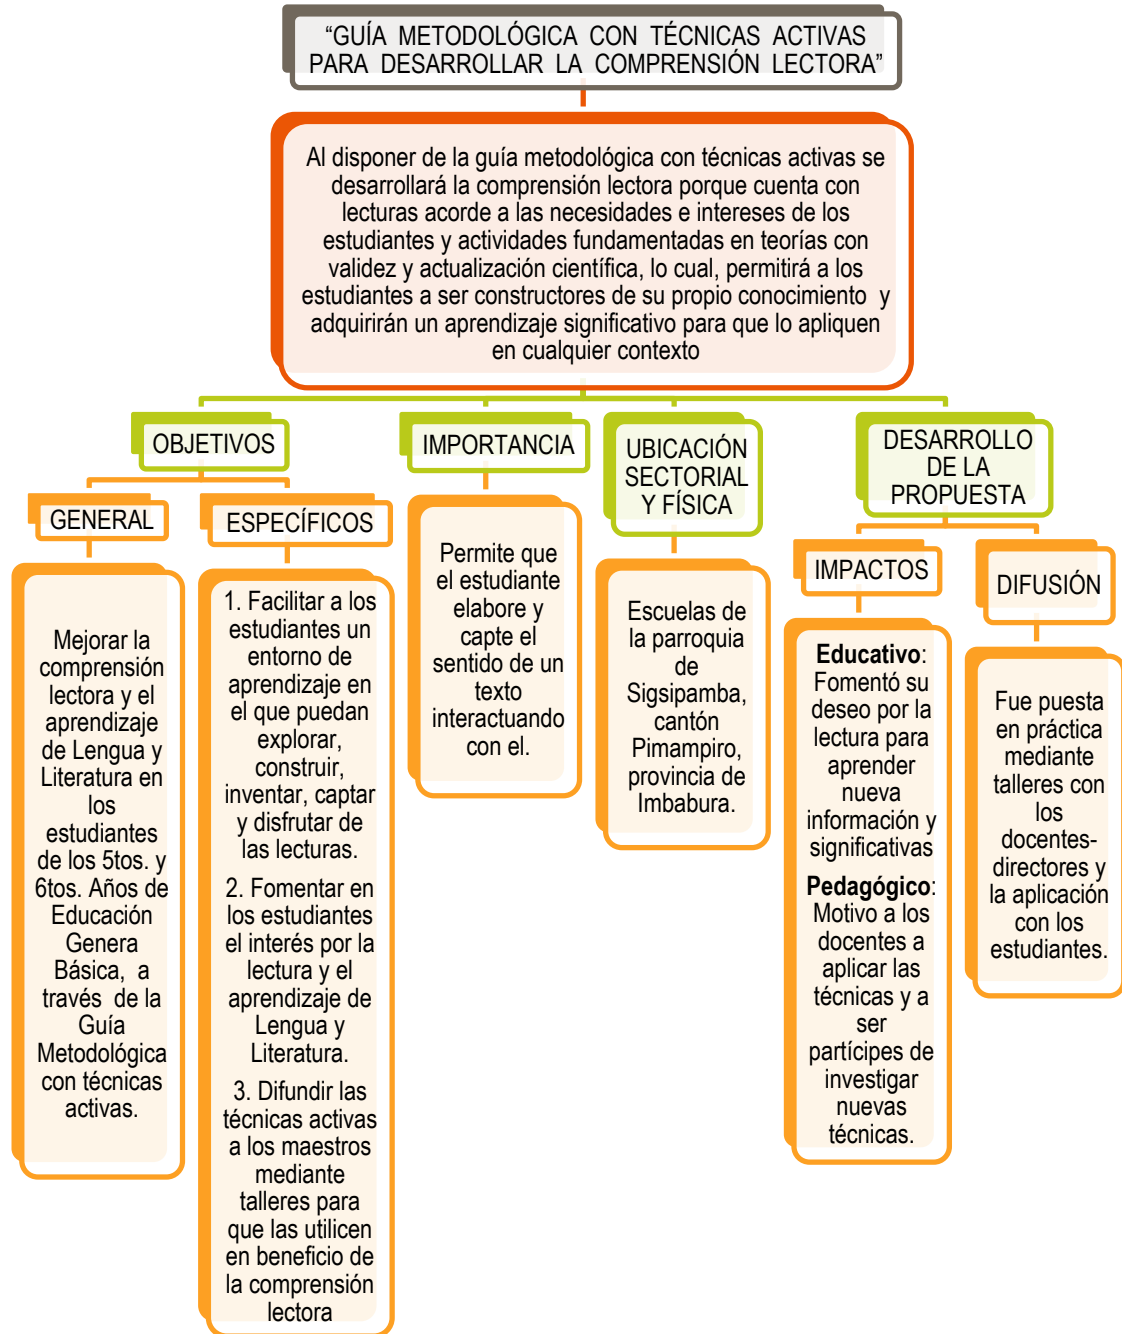 “GUÍA METODOLÓGICA CON TÉCNICAS ACTIVAS
PARA DESARROLLAR LA COMPRENSIÓN LECTORA”
Al disponer de la guía metodológica con técnicas activas se
desarrollará la comprensión lectora porque cuenta con
lecturas acorde a las necesidades e intereses de los
estudiantes y actividades fundamentadas en teorías con
validez y actualización científica, lo cual, permitirá a los
estudiantes a ser constructores de su propio conocimiento y
adquirirán un aprendizaje significativo para que lo apliquen
en cualquier contexto
OBJETIVOS
GENERAL
Mejorar la
comprensión
lectora y el
aprendizaje
de Lengua y
Literatura en
los
estudiantes
de los 5tos. y
6tos. Años de
Educación
Genera
Básica, a
través de la
Guía
Metodológica
con técnicas
activas.
ESPECÍFICOS
1. Facilitar a los
estudiantes un
entorno de
aprendizaje en
el que puedan
explorar,
construir,
inventar, captar
y disfrutar de
las lecturas.
2. Fomentar en
los estudiantes
el interés por la
lectura y el
aprendizaje de
Lengua y
Literatura.
3. Difundir las
técnicas activas
a los maestros
mediante
talleres para
que las utilicen
en beneficio de
la comprensión
lectora
IMPORTANCIA
Permite que
el estudiante
elabore y
capte el
sentido de un
texto
interactuando
con el.
UBICACIÓN
SECTORIAL
Y FÍSICA
Escuelas de
la parroquia
de
Sigsipamba,
cantón
Pimampiro,
provincia de
Imbabura.
DESARROLLO
DE LA
PROPUESTA
IMPACTOS
Educativo:
Fomentó su
deseo por la
lectura para
aprender
nueva
información y
significativas
Pedagógico:
Motivo a los
docentes a
aplicar las
técnicas y a
ser
partícipes de
investigar
nuevas
técnicas.
DIFUSIÓN
Fue puesta
en práctica
mediante
talleres con
los
docentes-
directores y
la aplicación
con los
estudiantes.